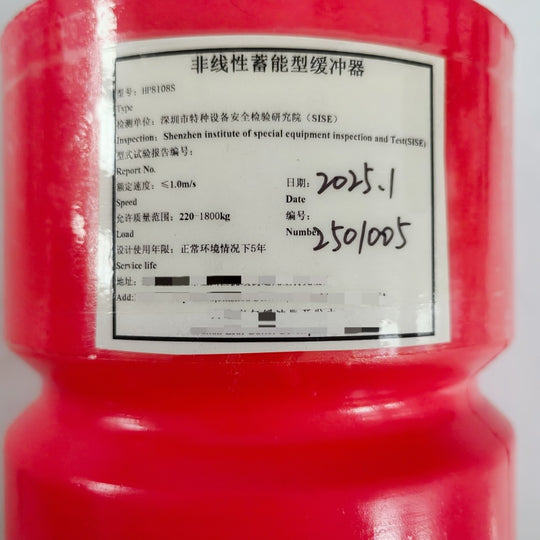 非线性蓄能型缓冲器
型号: HP8108S
Type
检测单位: 深圳市特种设备安全检验研究院 (SISE)
Inspection: Shenzhen institute of special equipment inspection and Test(SISE)
型式试验报告编号:
Report No.
额定速度: ≤1.0m/s
日期: 2025.1
Speed
Date
允许质量范围: 220-1800kg
编号:
Load
Number 2501005
设计使用年限: 正常环境情况下5年
Service life
地址:
Add: